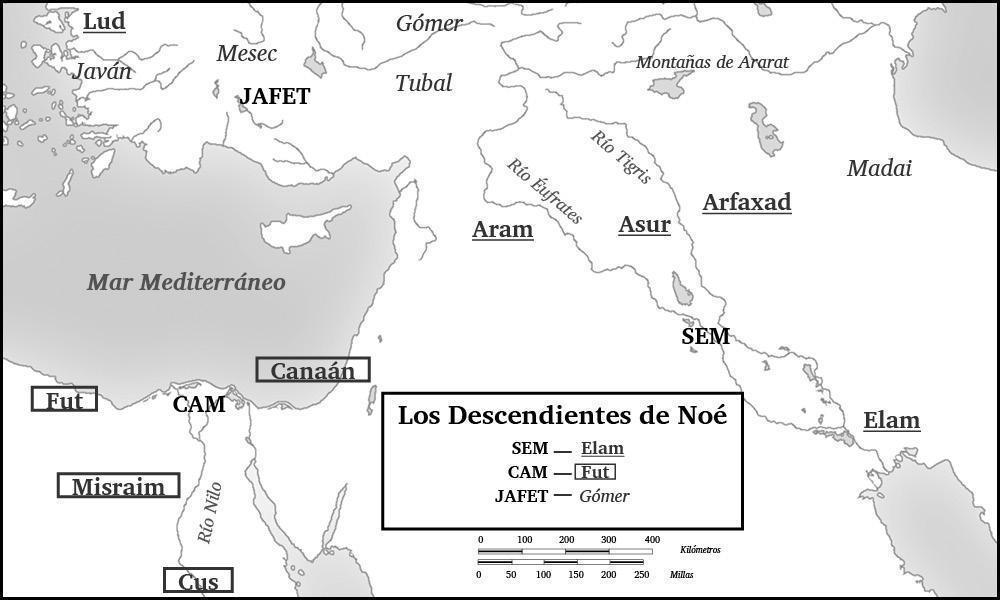 Lud
Gómer
Mesec
Javán
Tubal
JAFET
Montañas de Ararat
Río Tigris
Río Éufrates
Madai
Arfaxad
Aram
Asur
Mar Mediterráneo
SEM
Canaán
Fut
CAM
Elam
Misraim
Río Nilo
Cus
Los Descendientes de Noé
SEM — Elam
CAM — Fut
JAFET — Gómer
0 100 200 300 400 Kilómetros
0 50 100 150 200 250 Millas